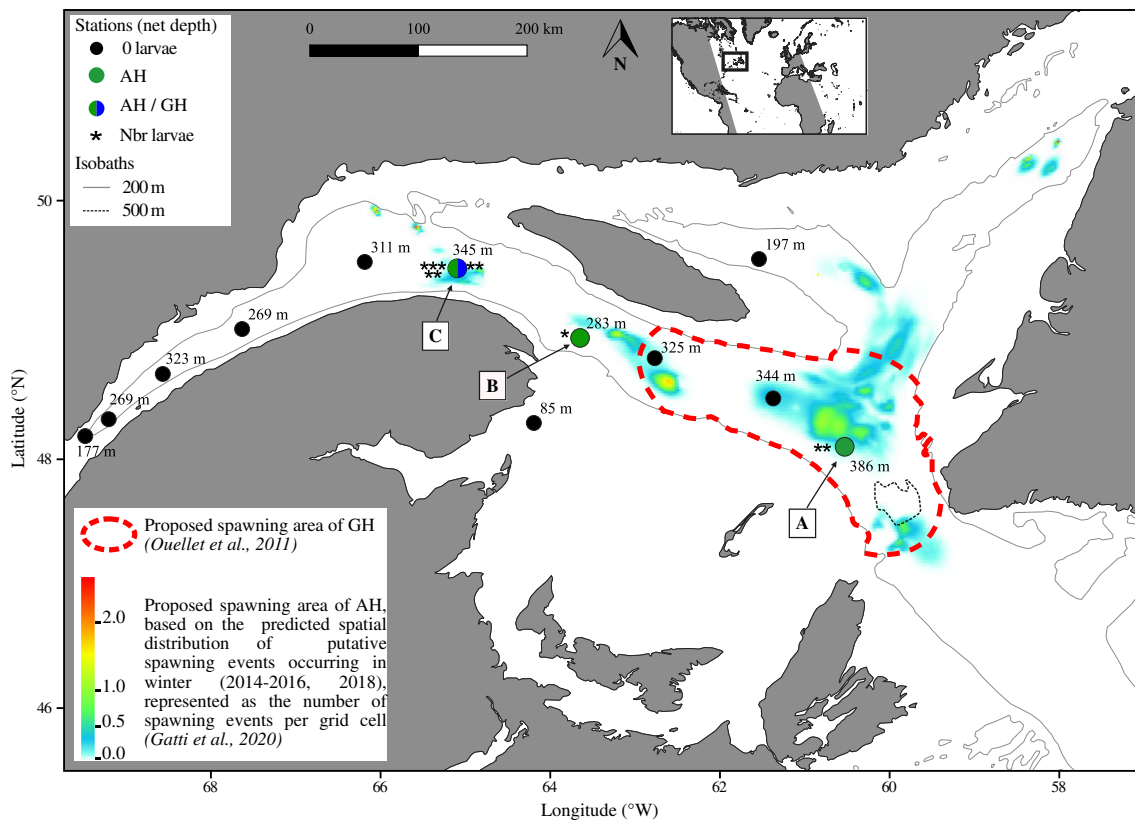 Stations (net depth)
0 larvae
AH
AH / GH
* Nbr larvae
Isobaths
200 m
500 m
0
100
200 km
N
50
48
46
Latitude (°N)
311 m
345 m
*****
**
C
197 m
269 m
323 m
269 m
177 m
*
283 m
B
85 m
325 m
344 m
**
386 m
A
Proposed spawning area of GH
(Ouellet et al., 2011)
2.0
1.0
0.5
0.0
Proposed spawning area of AH,
based on the predicted spatial
distribution of putative
spawning events occurring in
winter (2014-2016, 2018),
represented as the number of
spawning events per grid cell
(Gatti et al., 2020)
68
66
64
62
60
58
Longitude (°W)